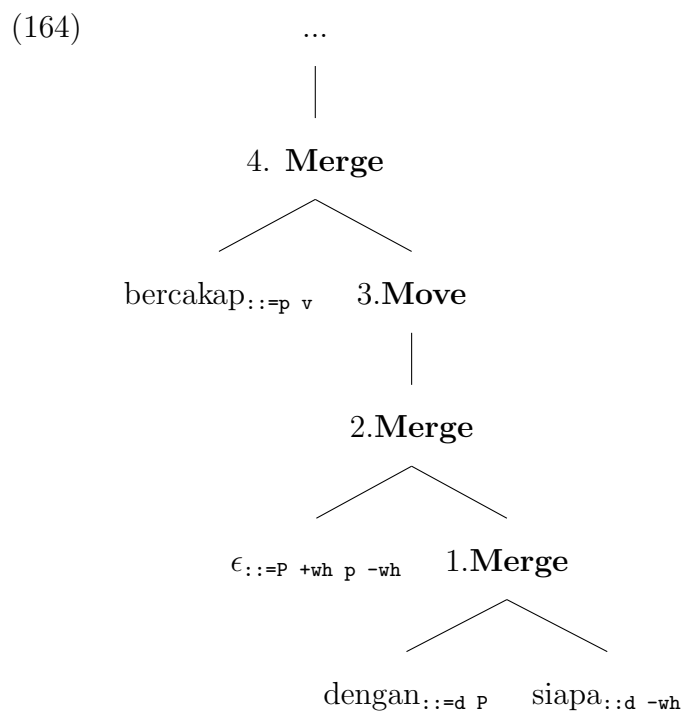 (164)
...
4. Merge
bercakap::=p v 3.Move
2.Merge
ϵ::=P +wh p -wh 1.Merge
dengan::=d P siapa::d -wh